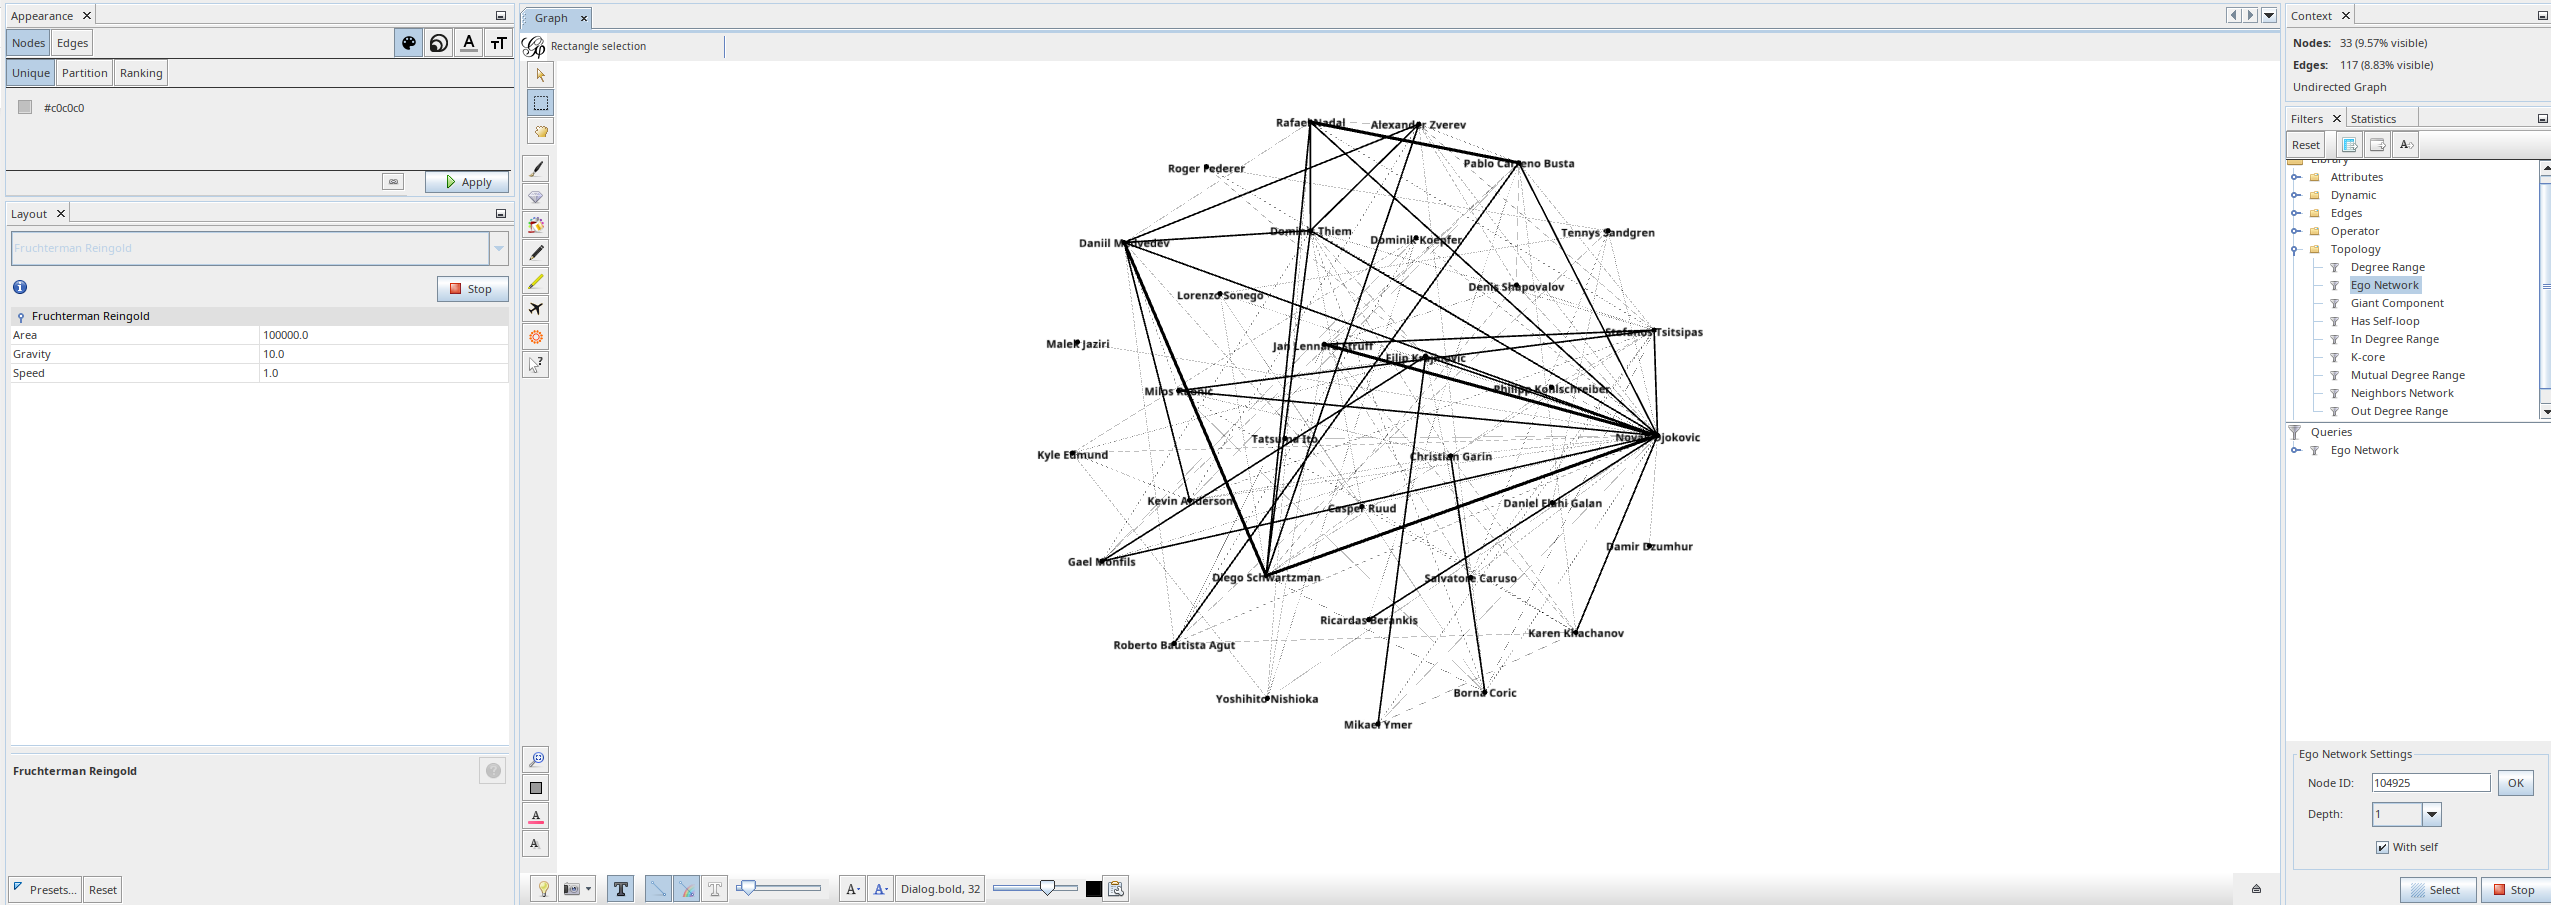 Appearance
Nodes Edges
A
TT
Unique Partition Ranking
#c0c0c0
Apply
Layout
Fruchterman Reingold
i
Stop
Fruchterman Reingold
Area 100000.0
Gravity 10.0
Speed 1.0
Fruchterman Reingold
?
Presets... Reset
Graph
Rectangle selection
Rafael Nadal
Alexander Zverev
Roger Federer
Pablo Carreno Busta
Daniil Medvedev
Dominic Thiem
Dominik Koepfer
Tennys Sandgren
Lorenzo Sonego
Denis Shapovalov
Malek Jaziri
Jan Lennard Struff
Filip Krajinovic
Stefanos Tsitsipas
Milos Raonic
Philipp Kohlschreiber
Tatsuma Ito
Novak Djokovic
Kyle Edmund
Christian Garin
Kevin Anderson
Casper Ruud
Daniel Elahi Galan
Gael Monfils
Damir Dzumhur
Diego Schwartzman
Salvatore Caruso
Ricardas Berankis
Karen Khachanov
Roberto Bautista Agut
Yoshihito Nishioka
Borna Coric
Mikael Ymer
A
A
T
T
A- A- Dialog.bold, 32
Context
Nodes: 33 (9.57% visible)
Edges: 117 (8.83% visible)
Undirected Graph
Filters Statistics
Reset
A
Library
Attributes
Dynamic
Edges
Operator
Topology
Degree Range
Ego Network
Giant Component
Has Self-loop
In Degree Range
K-core
Mutual Degree Range
Neighbors Network
Out Degree Range
Queries
Ego Network
Ego Network Settings
Node ID: 104925 OK
Depth: 1
With self
Select Stop